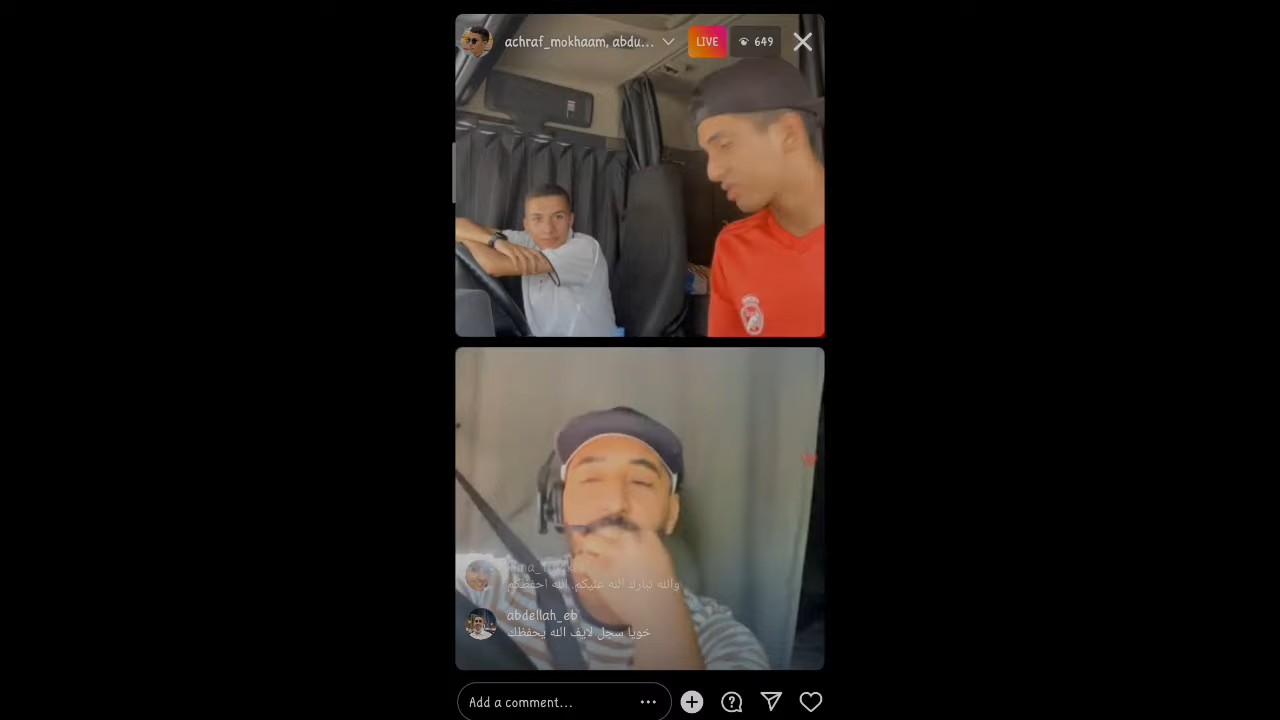 achraf_mokhaam, abdu...
LIVE
649
والله تبارك الله عليكم. الله احفظكم
abdellah_eb
خويا سجل لايف الله يحفظك
Add a comment...